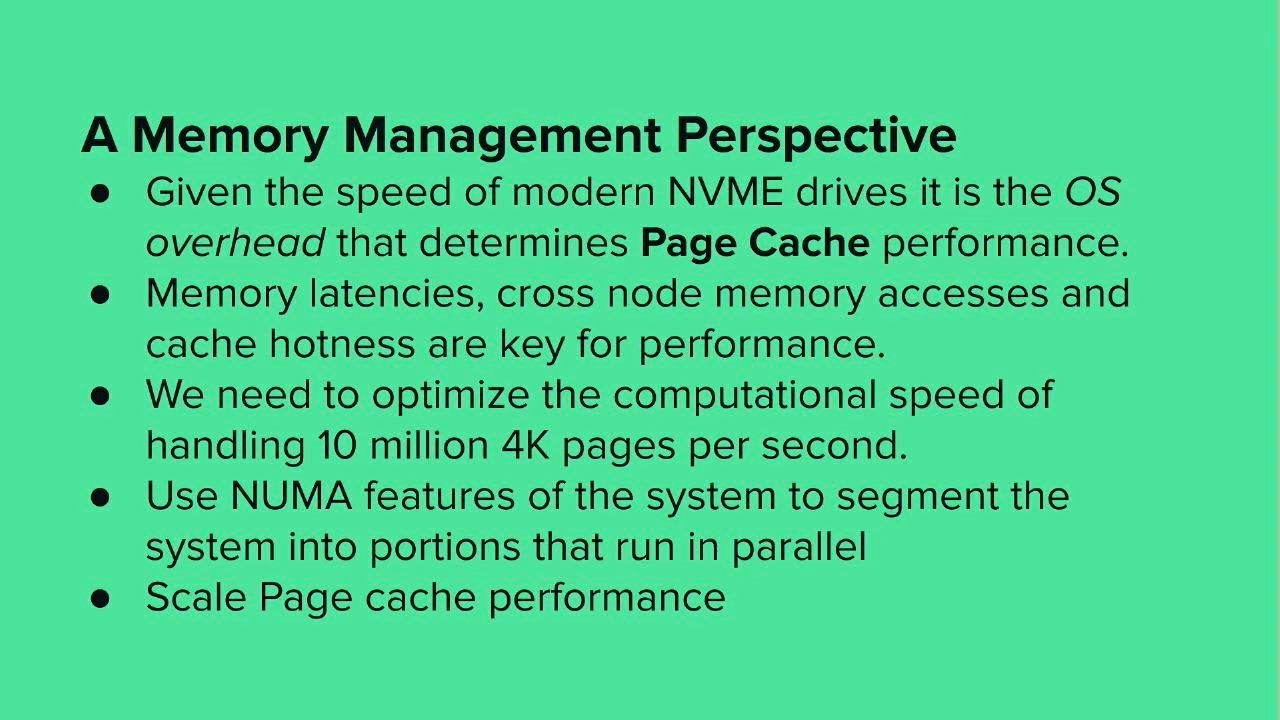 A Memory Management Perspective
● Given the speed of modern NVME drives it is the OS
overhead that determines Page Cache performance.
● Memory latencies, cross node memory accesses and
cache hotness are key for performance.
● We need to optimize the computational speed of
handling 10 million 4K pages per second.
● Use NUMA features of the system to segment the
system into portions that run in parallel
● Scale Page cache performance